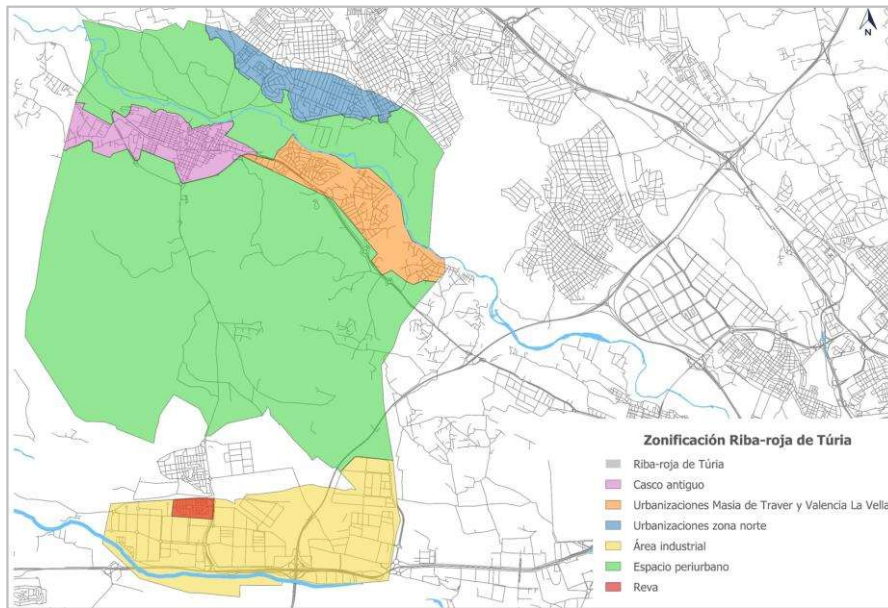 N
Zonificación Riba-roja de Túria
Riba-roja de Túria
Casco antiguo
Urbanizaciones Masia de Traver y Valencia La Vella
Urbanizaciones zona norte
Área industrial
Espacio periurbano
Reva